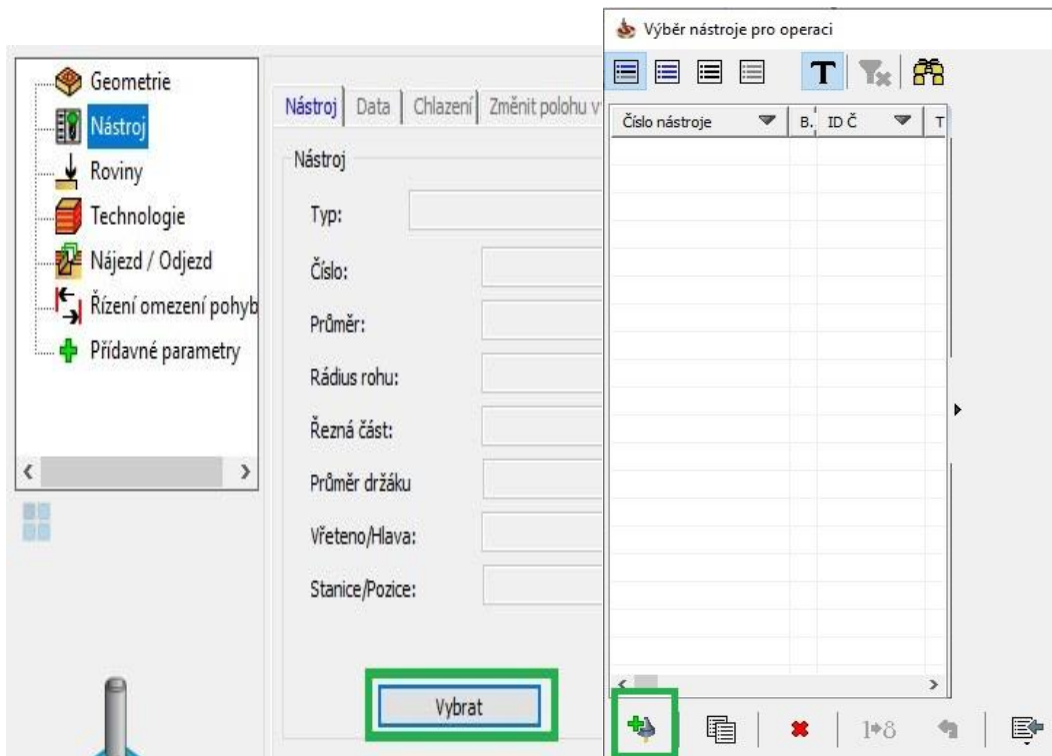 Geometrie
Nástroj
Roviny
Technologie
Nájezd / Odjezd
Řízení omezení pohyb
Přídavné parametry
Nástroj
Data
Chlazení
Změnit polohu v
Nástroj
Typ:
Číslo:
Průměr:
Rádius rohu:
Řezná část:
Průměr držáku
Vřeteno/Hlava:
Stanice/Pozice:
Vybrat
Výběr nástroje pro operaci
T
Číslo nástroje
B.
ID Č
T
1→8